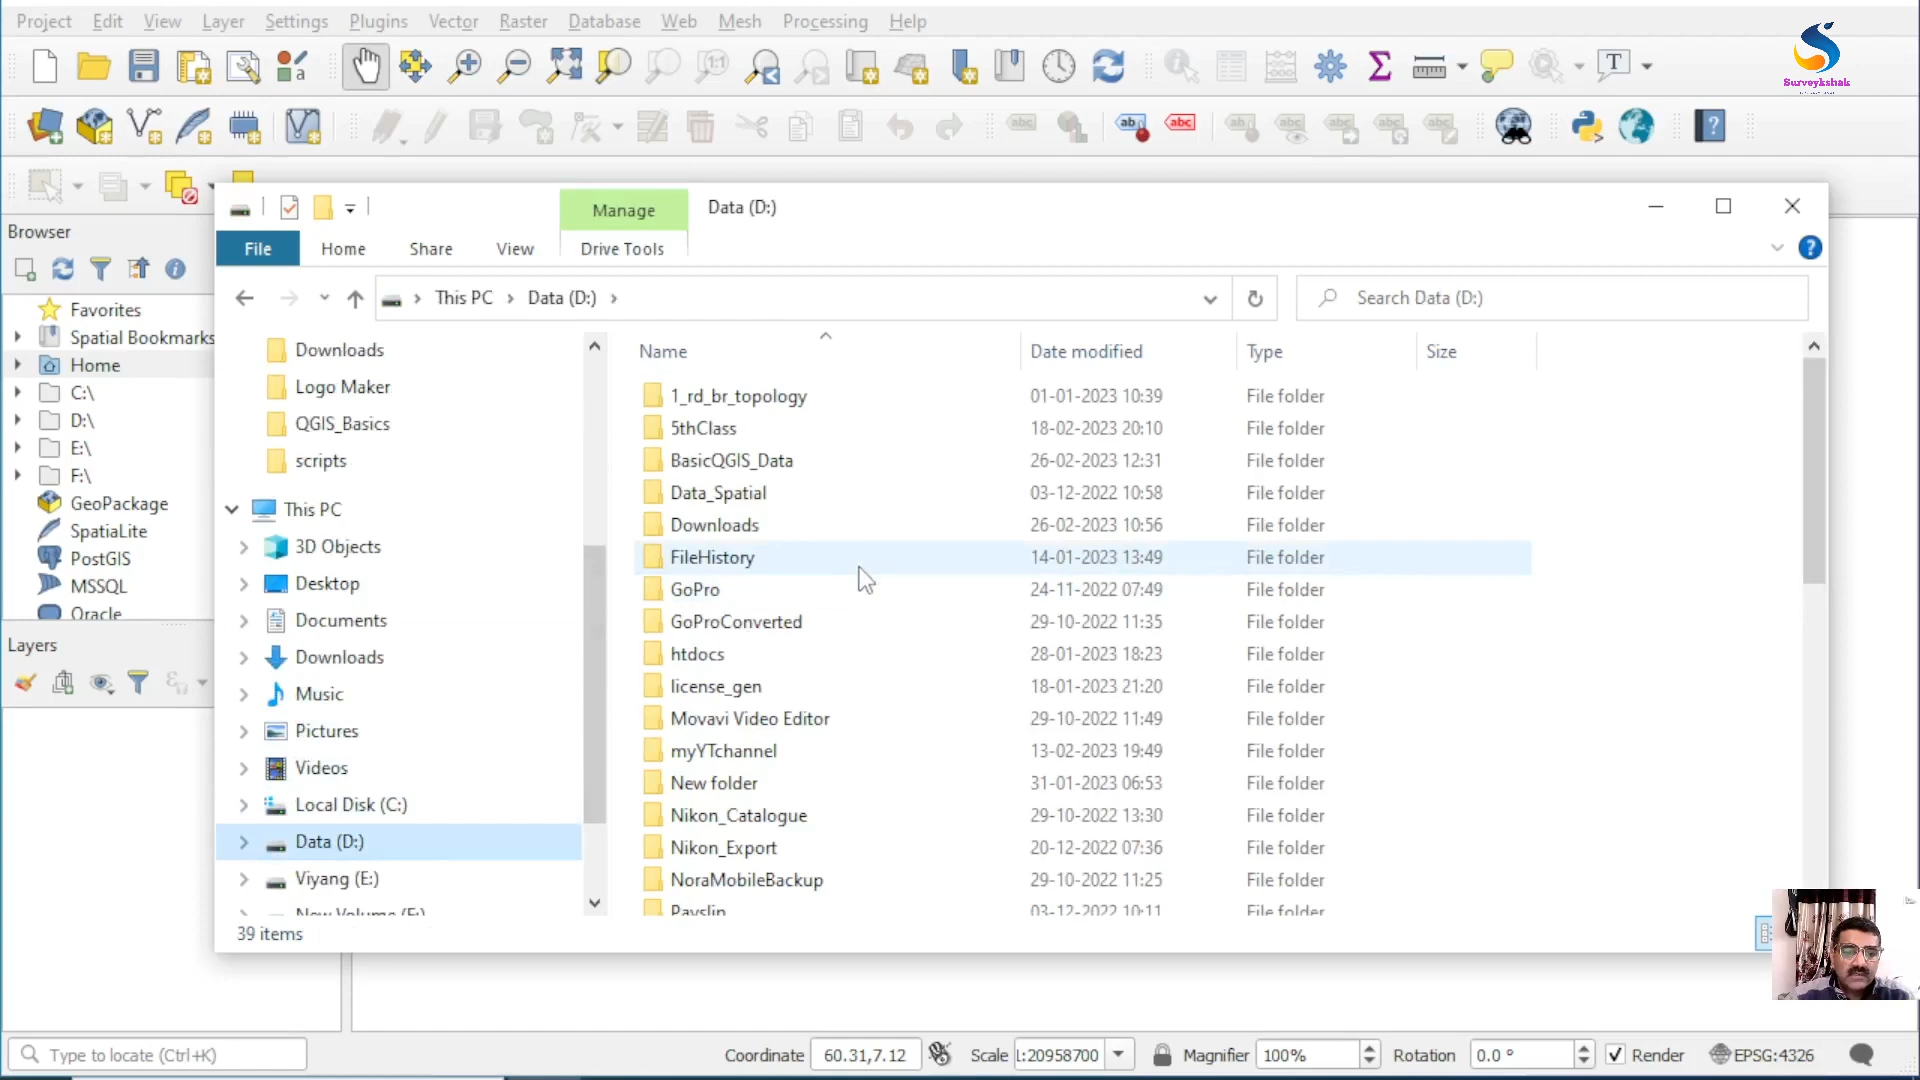 Project Edit View Layer Settings Plugins Vector Raster Database Web Mesh Processing Help
Surveykshak
Browser
Favorites
Spatial Bookmarks
Home
C:\
D:\
E:\
F:\
GeoPackage
SpatiaLite
PostGIS
MSSQL
Oracle
Layers
Manage Data (D:)
File Home Share View Drive Tools
This PC Data (D:) Search Data (D:)
Downloads
Logo Maker
QGIS_Basics
scripts
This PC
3D Objects
Desktop
Documents
Downloads
Music
Pictures
Videos
Local Disk (C:)
Data (D:)
Viyang (E:)
New Volume (F:)
Name Date modified Type Size
1_rd_br_topology 01-01-2023 10:39 File folder
5thClass 18-02-2023 20:10 File folder
BasicQGIS_Data 26-02-2023 12:31 File folder
Data_Spatial 03-12-2022 10:58 File folder
Downloads 26-02-2023 10:56 File folder
FileHistory 14-01-2023 13:49 File folder
GoPro 24-11-2022 07:49 File folder
GoProConverted 29-10-2022 11:35 File folder
htdocs 28-01-2023 18:23 File folder
license_gen 18-01-2023 21:20 File folder
Movavi Video Editor 29-10-2022 11:49 File folder
myYTchannel 13-02-2023 19:49 File folder
New folder 31-01-2023 06:53 File folder
Nikon_Catalogue 29-10-2022 13:30 File folder
Nikon_Export 20-12-2022 07:36 File folder
NoraMobileBackup 29-10-2022 11:25 File folder
Payslip 03-12-2022 10:11 File folder
39 items
Type to locate (Ctrl+K) Coordinate 60.31,7.12 Scale 1:20958700 Magnifier 100% Rotation 0.0 ° Render EPSG:4326